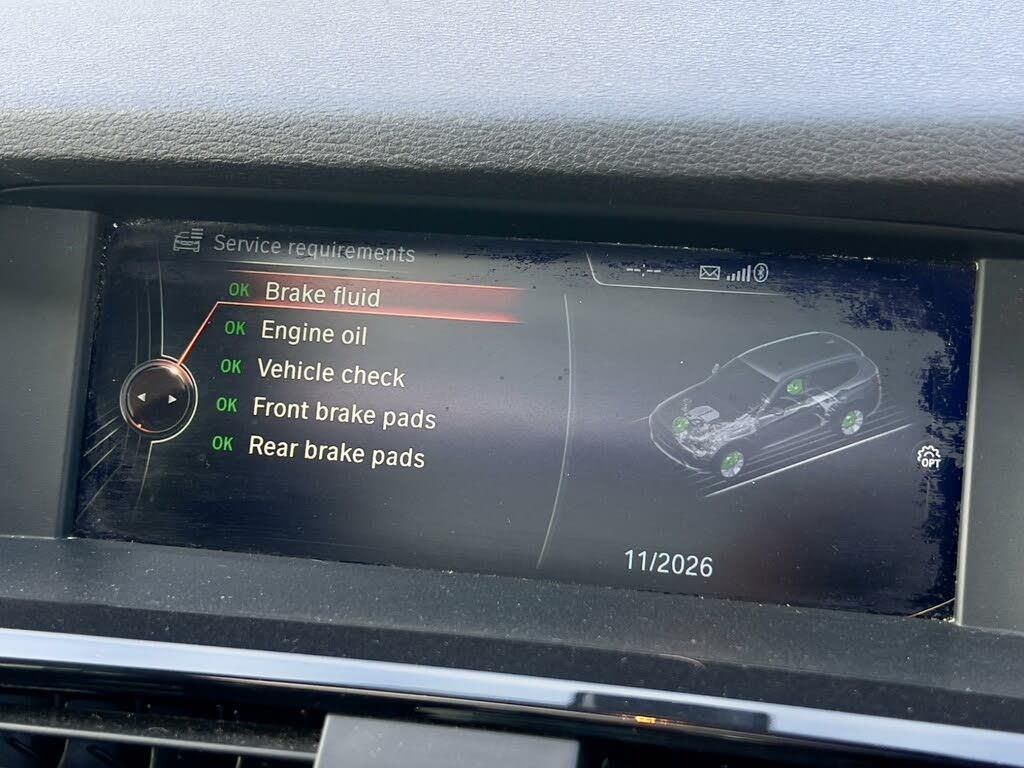 Service requirements
--:--
OK Brake fluid
OK Engine oil
OK Vehicle check
OK Front brake pads
OK Rear brake pads
OPT
11/2026